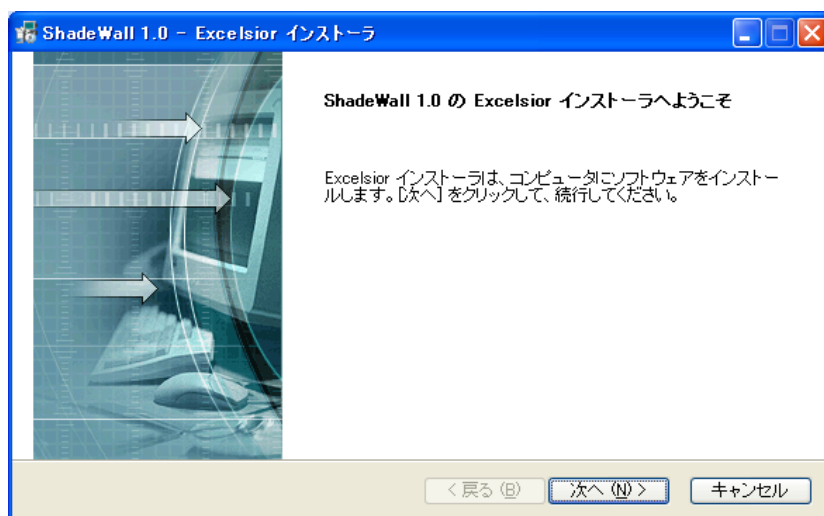 ShadeWall 1.0 - Excelsior インストーラ
ShadeWall 1.0 の Excelsior インストーラへようこそ
Excelsior インストーラは、コンピュータにソフトウェアをインストー
ルします。[次へ] をクリックして、続行してください。
< 戻る (B)
次へ (N) >
キャンセル